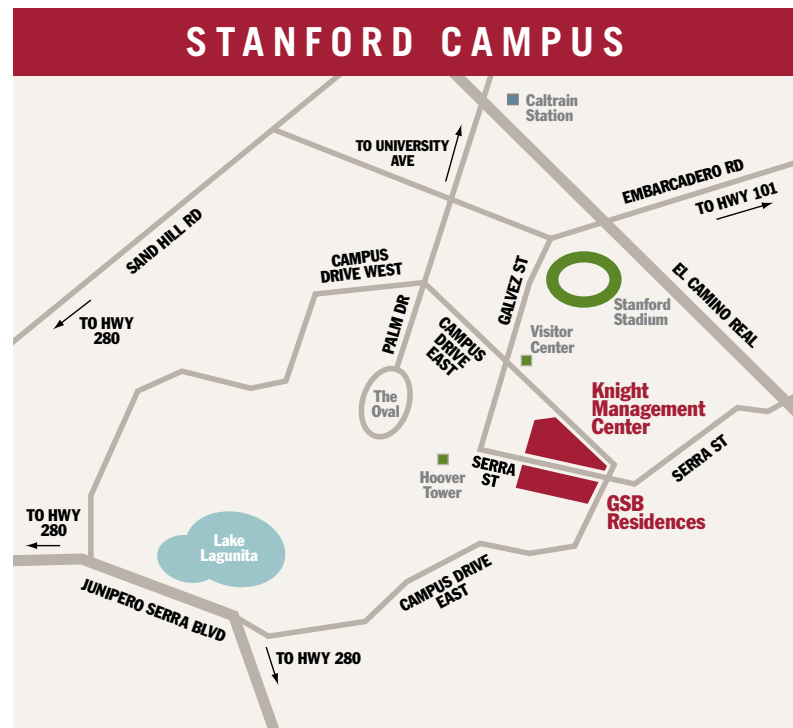 STANFORD CAMPUS
Caltrain
Station
TO UNIVERSITY
AVE
EMBARCADERO RD
TO HWY 101
SAND HILL RD
CAMPUS
DRIVE WEST
GALVEZ ST
EL CAMINO REAL
Stanford
Stadium
TO HWY
280
PALM DR
CAMPUS
DRIVE
EAST
Visitor
Center
The
Oval
Knight
Management
Center
SERRA ST
Hoover
Tower
SERRA
ST
GSB
Residences
TO HWY
280
Lake
Lagunita
JUNIPERO SERRA BLVD
CAMPUS DRIVE
EAST
TO HWY 280